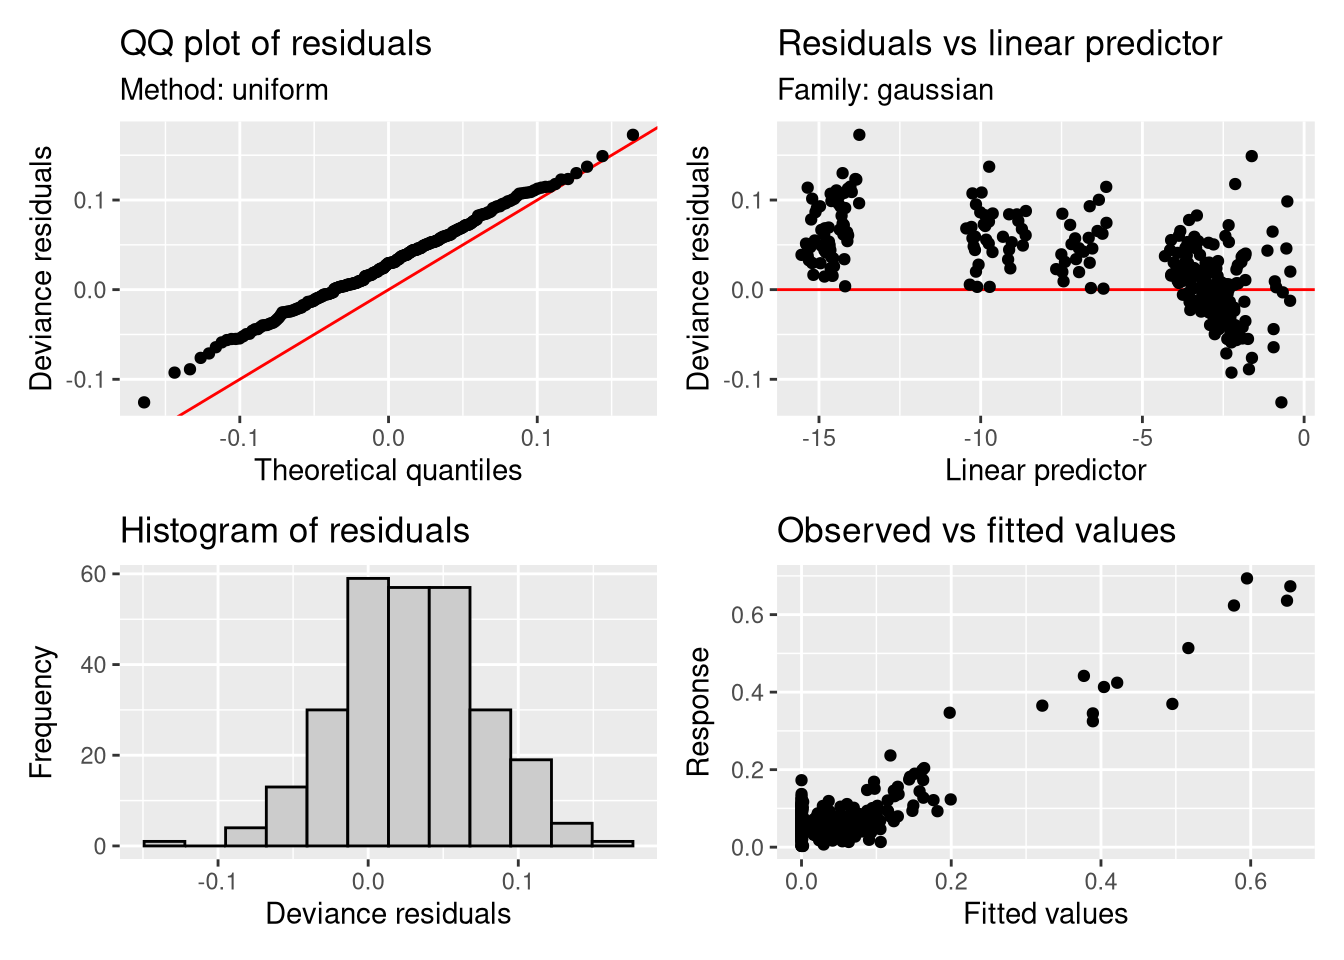 QQ plot of residuals
Method: uniform
Deviance residuals
0.1
0.0
-0.1
-0.1
0.0
0.1
Theoretical quantiles
Residuals vs linear predictor
Family: gaussian
Deviance residuals
0.1
0.0
-0.1
-15
-10
-5
0
Linear predictor
Histogram of residuals
Frequency
60
40
20
0
-0.1
0.0
0.1
Deviance residuals
Observed vs fitted values
Response
0.6
0.4
0.2
0.0
0.0
0.2
0.4
0.6
Fitted values